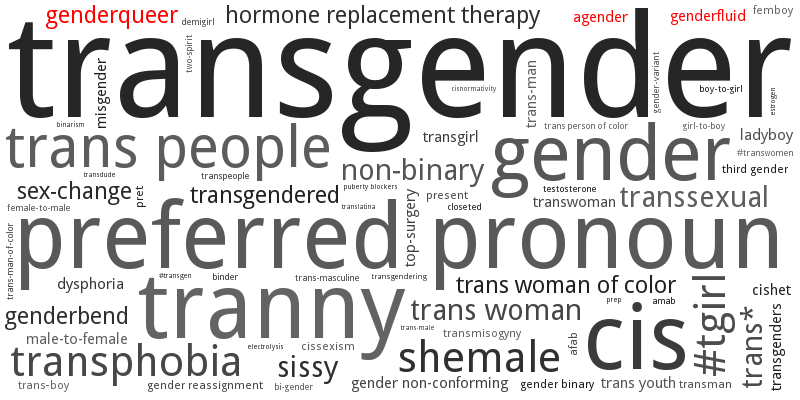 genderqueer
demigirl
hormone replacement therapy
agender
genderfluid
femboy
transgender
misgender
two-spirit
cisnormativity
trans-man
gender-variant
boy-to-girl
estrogen
binarism
trans people
transgirl
trans person of color
girl-to-boy
ladyboy
gender
#transwomen
transdude
transpeople
non-binary
third gender
sex-change
pret
transgendered
puberty blockers
top-surgery
present
testosterone
transwoman
transsexual
female-to-male
translatina
closeted
preferred pronoun
trans-man-of-color
dysphoria
#transgen
binder
trans-masculine
transgendering
trans woman of color
#tgirl
cishet
tranny
prep
amab
genderbend
trans woman
cis
trans*
transgenders
male-to-female
trans-male
transmisogyny
afab
electrolysis
cissexism
transphobia
sissy
shemale
trans-boy
gender reassignment
bi-gender
gender non-conforming
gender binary
trans youth
transman